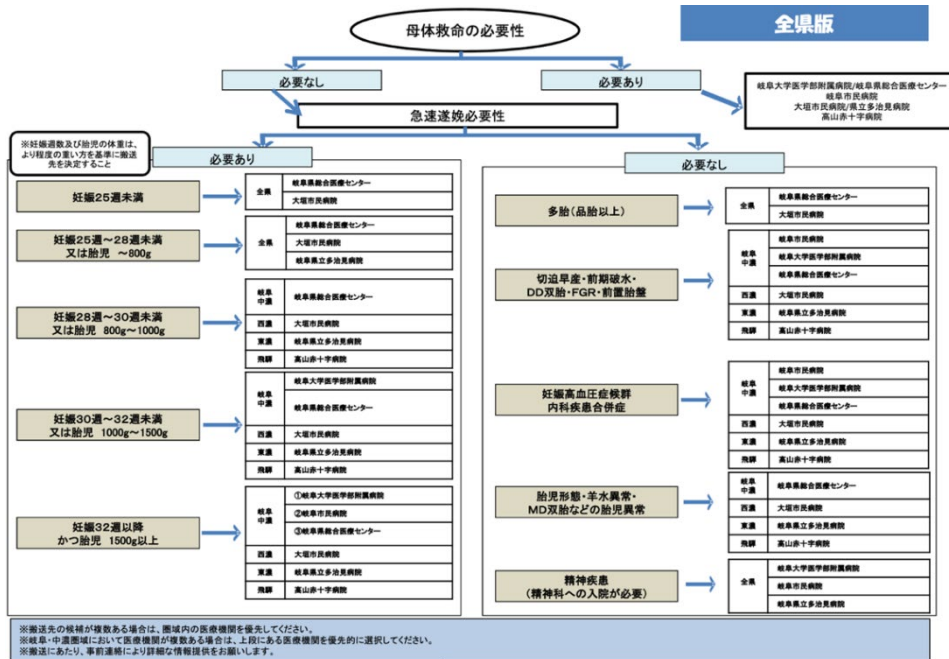 母体救命の必要性
全県版
必要なし
必要あり
岐阜大学医学部附属病院/岐阜県総合医療センター
岐阜市民病院
大垣市民病院/県立多治見病院
高山赤十字病院
急速遂娩必要性
※妊娠週数及び胎児の体重は、
より程度の重い方を基準に搬送
先を決定すること
必要あり
妊娠25週未満
全県
岐阜県総合医療センター
大垣市民病院
妊娠25週～28週未満
又は胎児 ～800g
全県
岐阜県総合医療センター
大垣市民病院
岐阜県立多治見病院
妊娠28週～30週未満
又は胎児 800g～1000g
岐阜
中濃
岐阜県総合医療センター
西濃
大垣市民病院
東濃
岐阜県立多治見病院
飛騨
高山赤十字病院
妊娠30週～32週未満
又は胎児 1000g～1500g
岐阜
中濃
岐阜大学医学部附属病院
岐阜県総合医療センター
西濃
大垣市民病院
東濃
岐阜県立多治見病院
飛騨
高山赤十字病院
妊娠32週以降
かつ胎児 1500g以上
岐阜
中濃
①岐阜大学医学部附属病院
②岐阜市民病院
③岐阜県総合医療センター
西濃
大垣市民病院
東濃
岐阜県立多治見病院
飛騨
高山赤十字病院
必要なし
多胎(品胎以上)
全県
岐阜県総合医療センター
大垣市民病院
切迫早産・前期破水・
DD双胎・FGR・前置胎盤
岐阜
中濃
岐阜市民病院
岐阜大学医学部附属病院
岐阜県総合医療センター
西濃
大垣市民病院
東濃
岐阜県立多治見病院
飛騨
高山赤十字病院
妊娠高血圧症候群
内科疾患合併症
岐阜
中濃
岐阜市民病院
岐阜大学医学部附属病院
岐阜県総合医療センター
西濃
大垣市民病院
東濃
岐阜県立多治見病院
飛騨
高山赤十字病院
胎児形態・羊水異常・
MD双胎などの胎児異常
岐阜
中濃
岐阜県総合医療センター
西濃
大垣市民病院
東濃
岐阜県立多治見病院
飛騨
高山赤十字病院
精神疾患
(精神科への入院が必要)
全県
岐阜大学医学部附属病院
岐阜市民病院
岐阜県立多治見病院
※搬送先の候補が複数ある場合は、圏域内の医療機関を優先してください。
※岐阜・中濃圏域において医療機関が複数ある場合は、上段にある医療機関を優先的に選択してください。
※搬送にあたり、事前連絡により詳細な情報提供をお願いします。